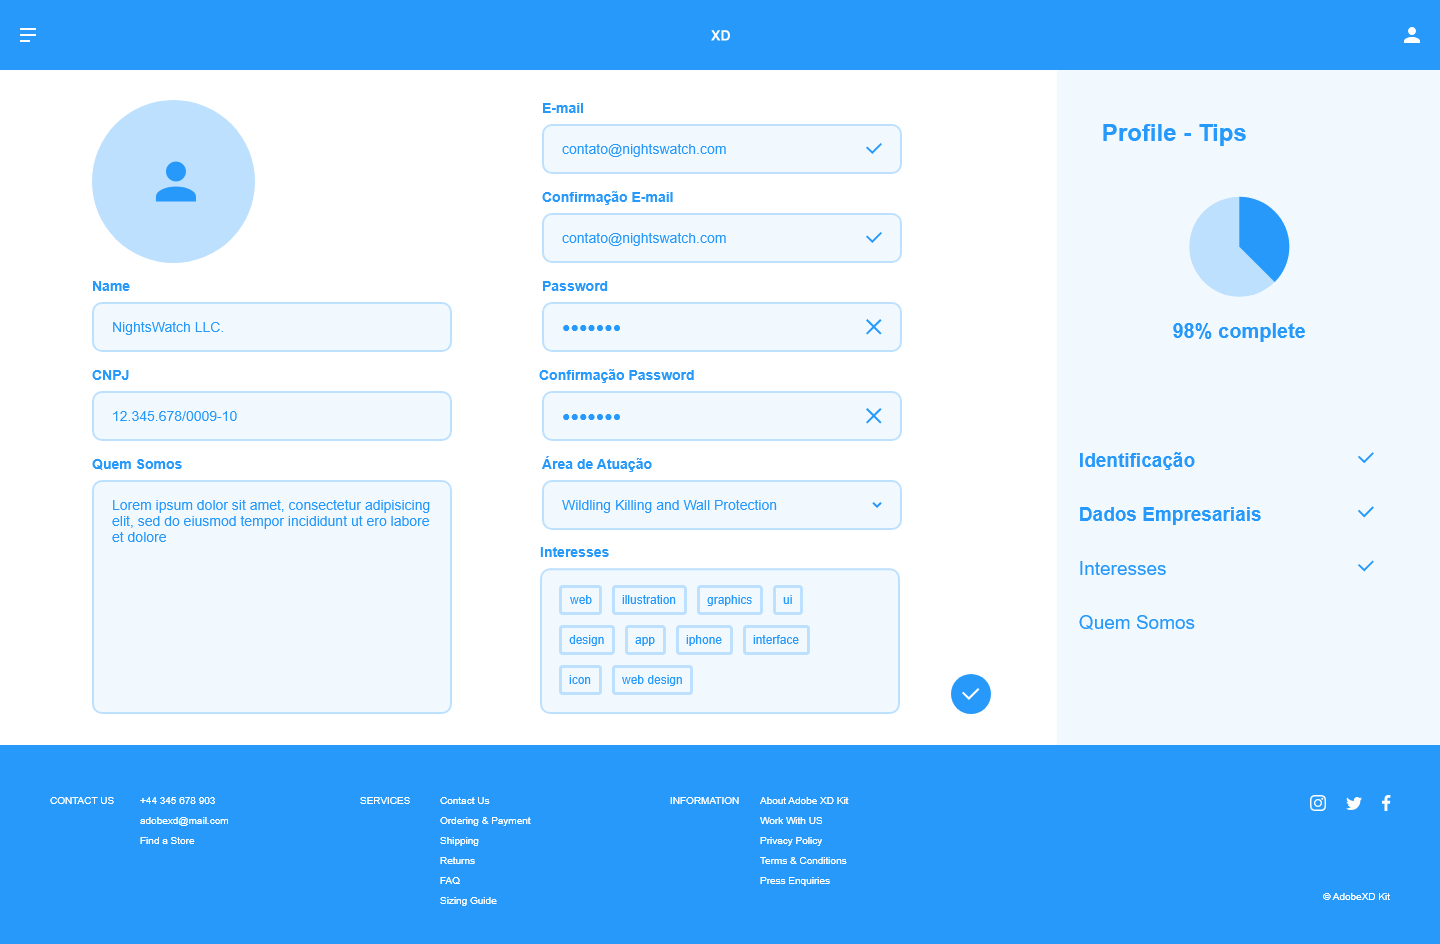 XD
Name
NightsWatch LLC.
CNPJ
12.345.678/0009-10
Quem Somos
Lorem ipsum dolor sit amet, consectetur adipisicing
elit, sed do eiusmod tempor incididunt ut ero labore
et dolore
E-mail
contato@nightswatch.com
Confirmação E-mail
contato@nightswatch.com
Password
●●●●●●●
Confirmação Password
●●●●●●●
Área de Atuação
Wildling Killing and Wall Protection
Interesses
web illustration graphics ui
design app iphone interface
icon web design
Profile - Tips
98% complete
Identificação
Dados Empresariais
Interesses
Quem Somos
CONTACT US
+44 345 678 903
adobexd@mail.com
Find a Store
SERVICES
Contact Us
Ordering & Payment
Shipping
Returns
FAQ
Sizing Guide
INFORMATION
About Adobe XD Kit
Work With US
Privacy Policy
Terms & Conditions
Press Enquiries
© AdobeXD Kit